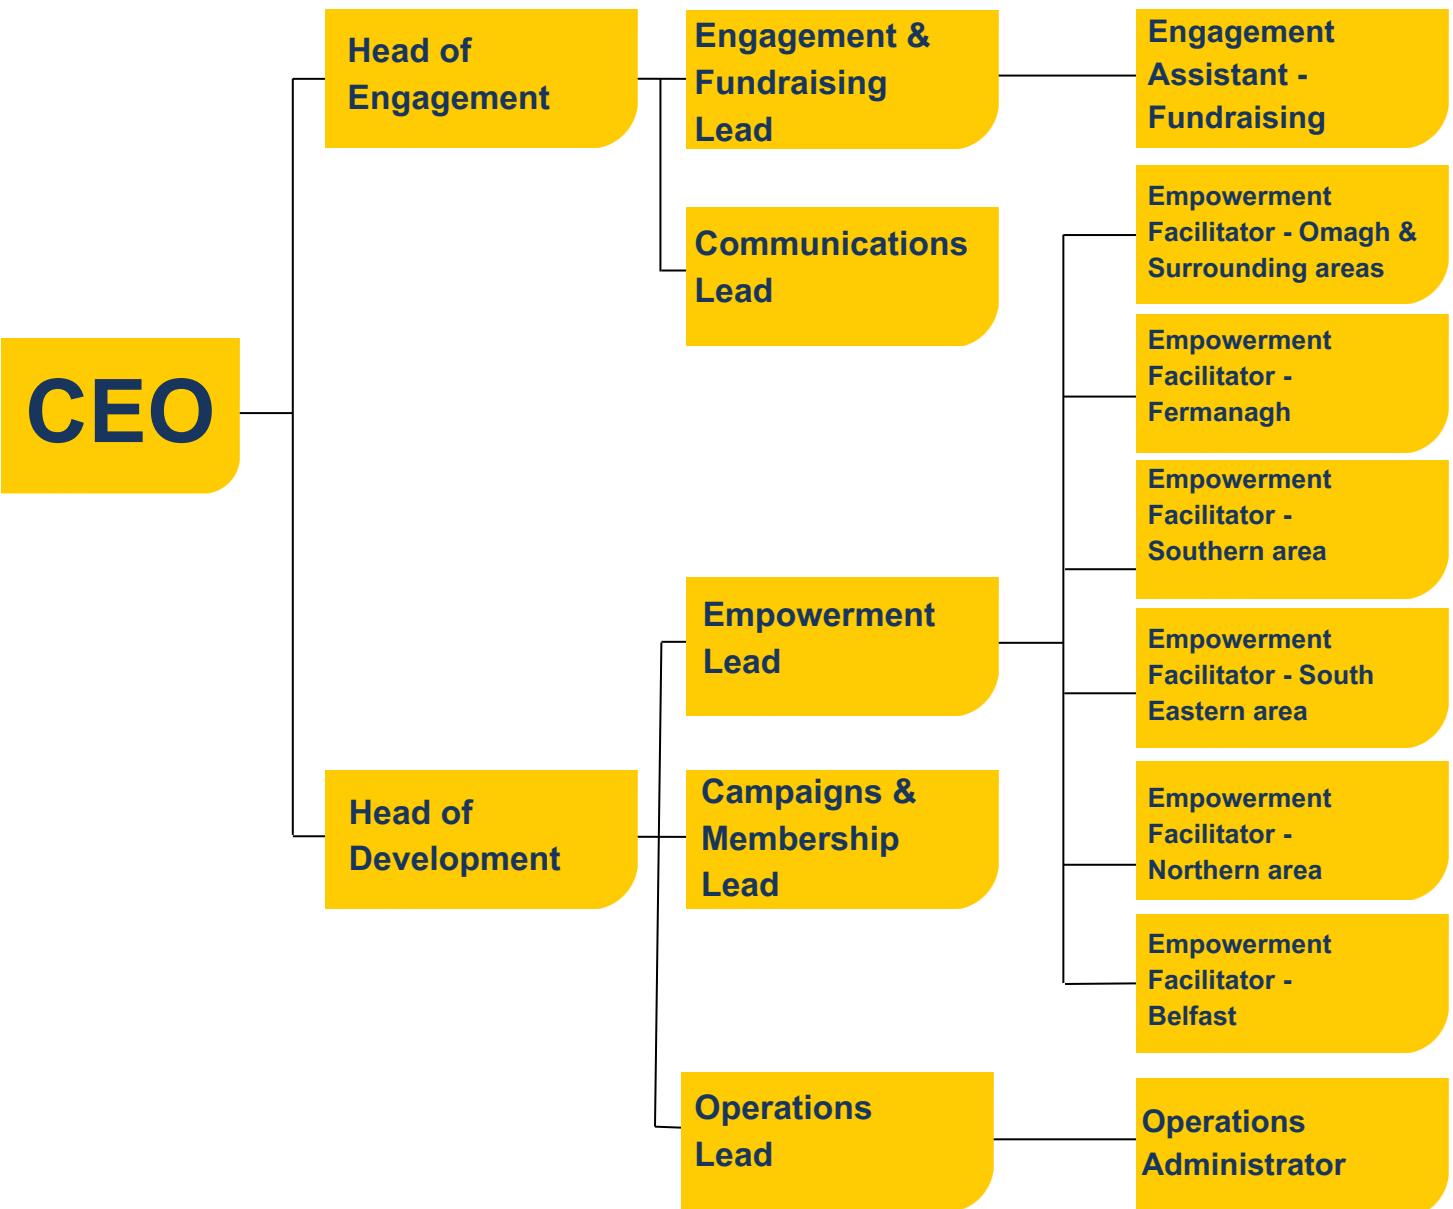 CEO
Head of
Engagement
Engagement &
Fundraising
Lead
Engagement
Assistant -
Fundraising
Communications
Lead
Head of
Development
Empowerment
Lead
Empowerment
Facilitator - Omagh &
Surrounding areas
Empowerment
Facilitator -
Fermanagh
Empowerment
Facilitator -
Southern area
Empowerment
Facilitator - South
Eastern area
Empowerment
Facilitator -
Northern area
Empowerment
Facilitator -
Belfast
Campaigns &
Membership
Lead
Operations
Lead
Operations
Administrator